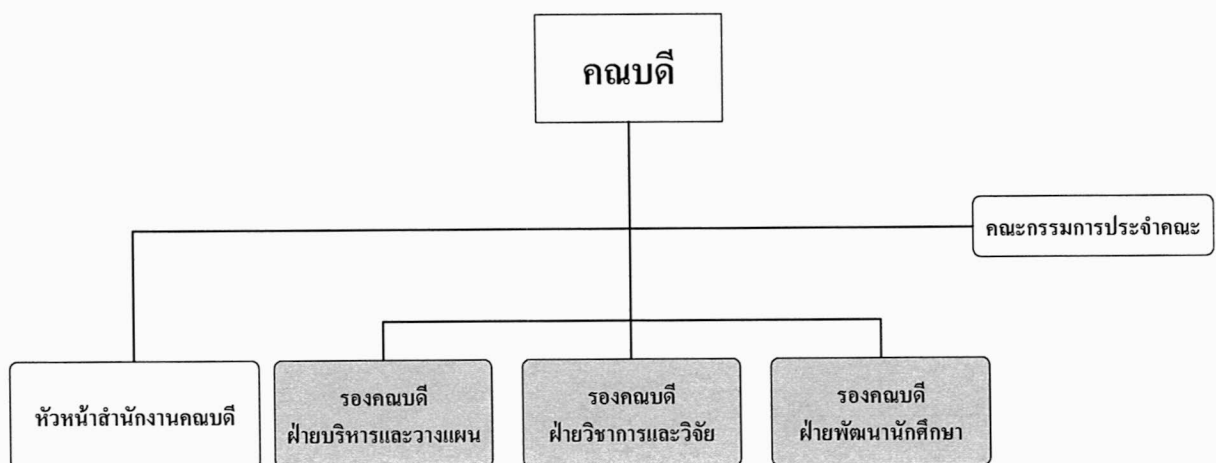 คณบดี
คณะกรรมการประจำคณะ
หัวหน้าสำนักงานคณบดี
รองคณบดี
ฝ่ายบริหารและวางแผน
รองคณบดี
ฝ่ายวิชาการและวิจัย
รองคณบดี
ฝ่ายพัฒนานักศึกษา